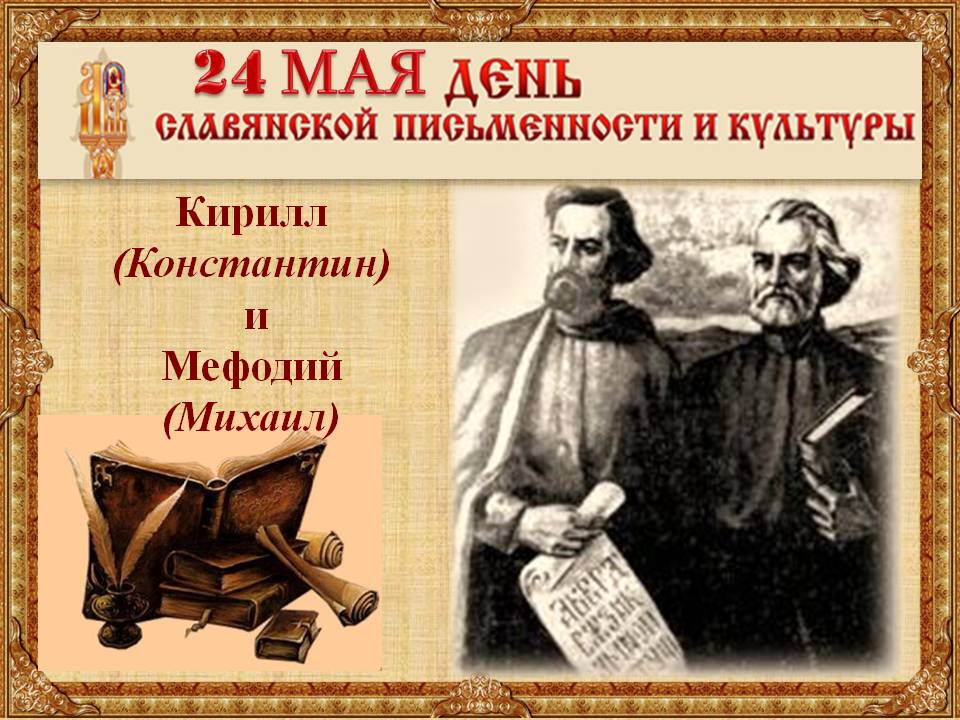 24 МАЯ ДЕНЬ
СЛАВЯНСКОЙ ПИСЬМЕННОСТИ И КУЛЬТУРЫ
Кирилл
(Константин)
и
Мефодий
(Михаил)